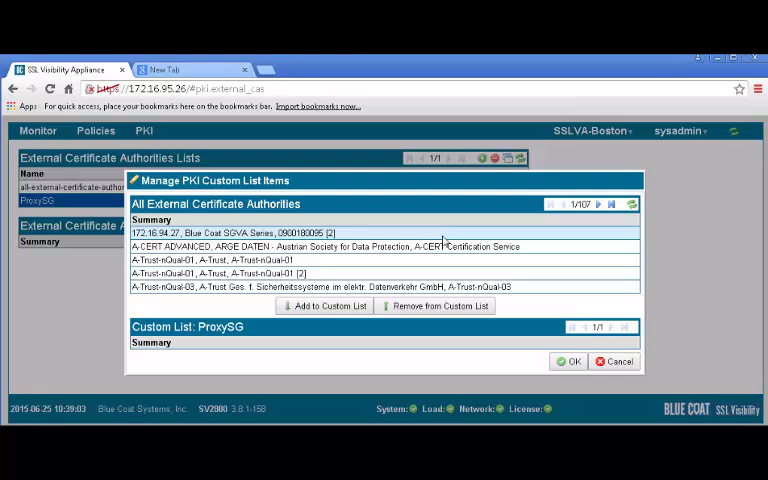 SSL Visibility Appliance
New Tab
https://172.16.95.26/#pki.external_cas
Apps For quick access, place your bookmarks here on the bookmarks bar. Import bookmarks now...
Monitor Policies PKI SSLVA-Boston sysadmin
External Certificate Authorities Lists 1/1
Name
all-external-certificate-author
ProxySG
External Certificate Au
Summary
Manage PKI Custom List Items
All External Certificate Authorities 1/107
Summary
172.16.94.27, Blue Coat SGVA Series, 0900180095 [2]
A-CERT ADVANCED, ARGE DATEN - Austrian Society for Data Protection, A-CERT Certification Service
A-Trust-nQual-01, A-Trust, A-Trust-nQual-01
A-Trust-nQual-01, A-Trust, A-Trust-nQual-01 [2]
A-Trust-nQual-03, A-Trust Ges. f. Sicherheitssysteme im elektr. Datenverkehr GmbH, A-Trust-nQual-03
Add to Custom List Remove from Custom List
Custom List: ProxySG 1/1
Summary
OK Cancel
2015-06-25 10:39:03 Blue Coat Systems, Inc. SV2800 3.8.1-158 System: Load: Network: License: BLUE COAT SSL Visibility